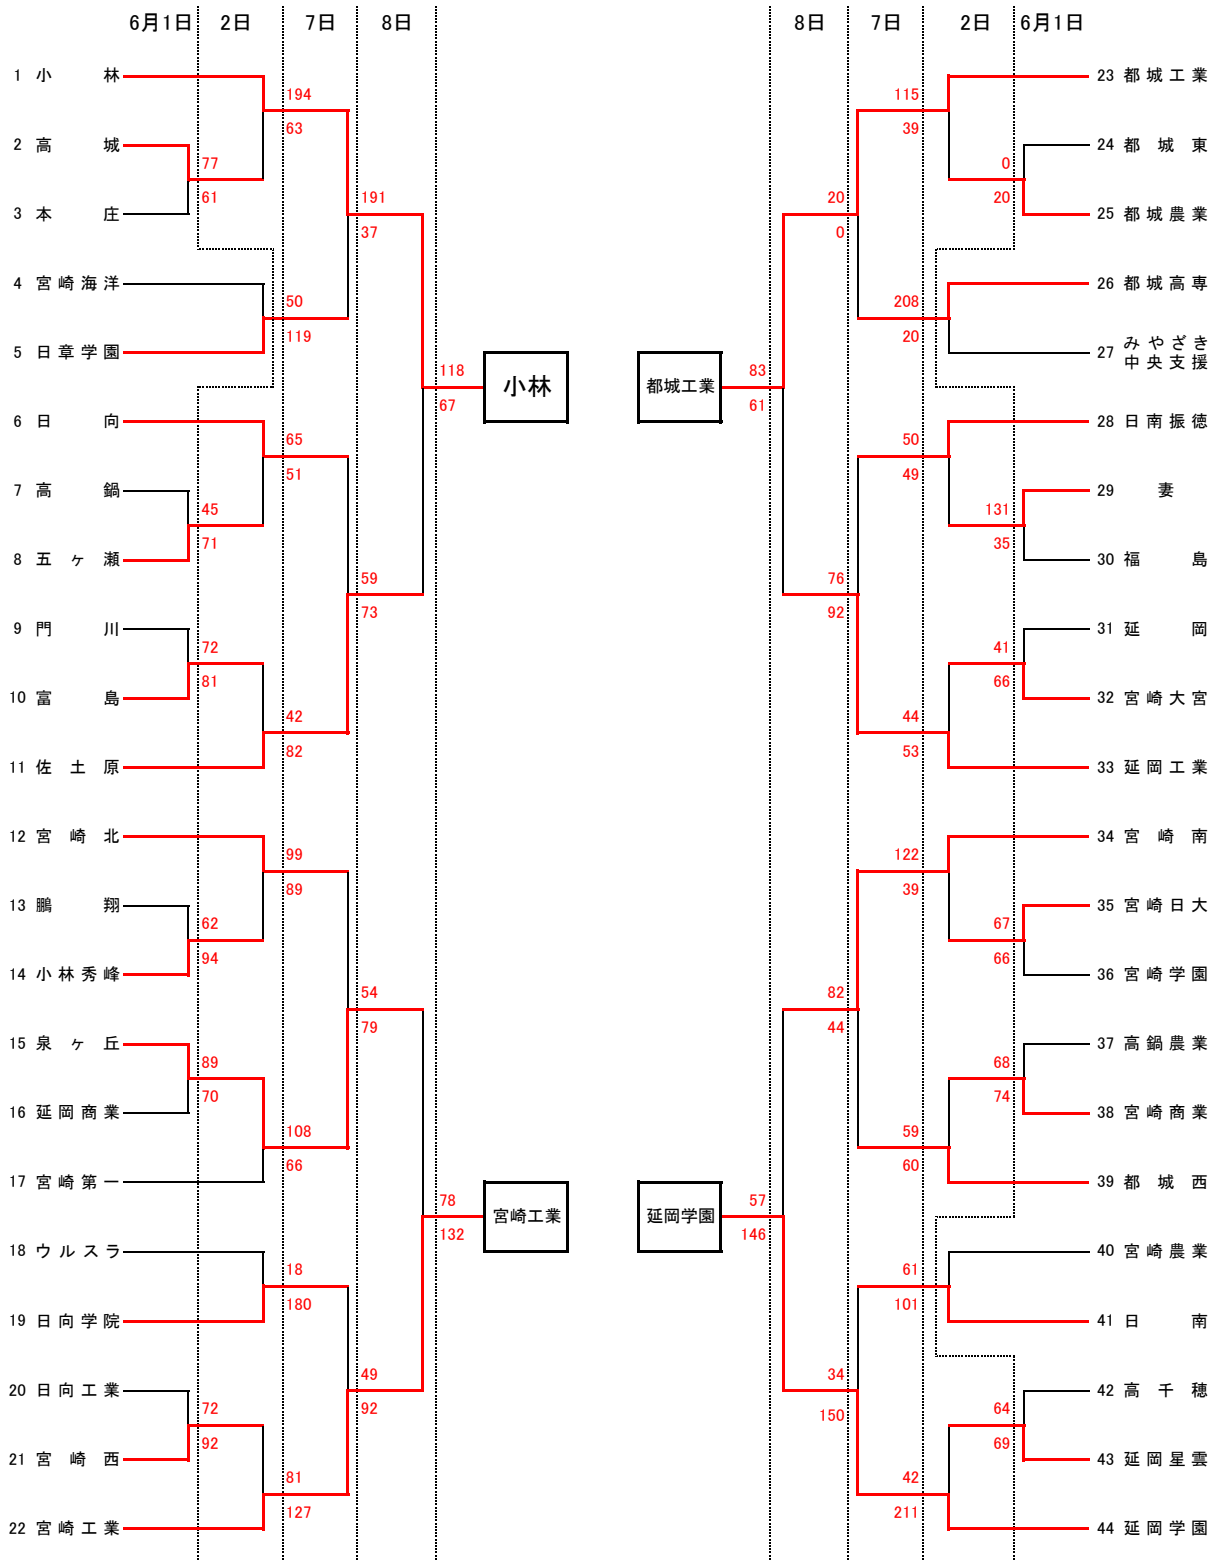 6月1日 2日 7日 8日
8日 7日 2日 6月1日
1 小林
194
63
2 高城
77
61
3 本庄
191
37
4 宮崎海洋
50
119
5 日章学園
118
67
小林
6 日向
65
51
7 高鍋
45
71
8 五ヶ瀬
59
73
9 門川
72
81
10 富島
42
82
11 佐土原
12 宮崎北
99
89
13 鵬翔
62
94
14 小林秀峰
54
79
15 泉ヶ丘
89
70
16 延岡商業
108
66
17 宮崎第一
78
132
宮崎工業
18 ウルスラ
18
180
19 日向学院
49
92
20 日向工業
72
92
21 宮崎西
81
127
22 宮崎工業
23 都城工業
115
39
24 都城東
0
20
25 都城農業
20
0
26 都城高専
208
20
27 みやざき
中央支援
都城工業
83
61
28 日南振徳
50
49
29 妻
131
35
30 福島
76
92
31 延岡
41
66
32 宮崎大宮
44
53
33 延岡工業
34 宮崎南
122
39
35 宮崎日大
67
66
36 宮崎学園
82
44
37 高鍋農業
68
74
38 宮崎商業
59
60
39 都城西
延岡学園
57
146
40 宮崎農業
61
101
41 日南
34
150
42 高千穂
64
69
43 延岡星雲
42
211
44 延岡学園